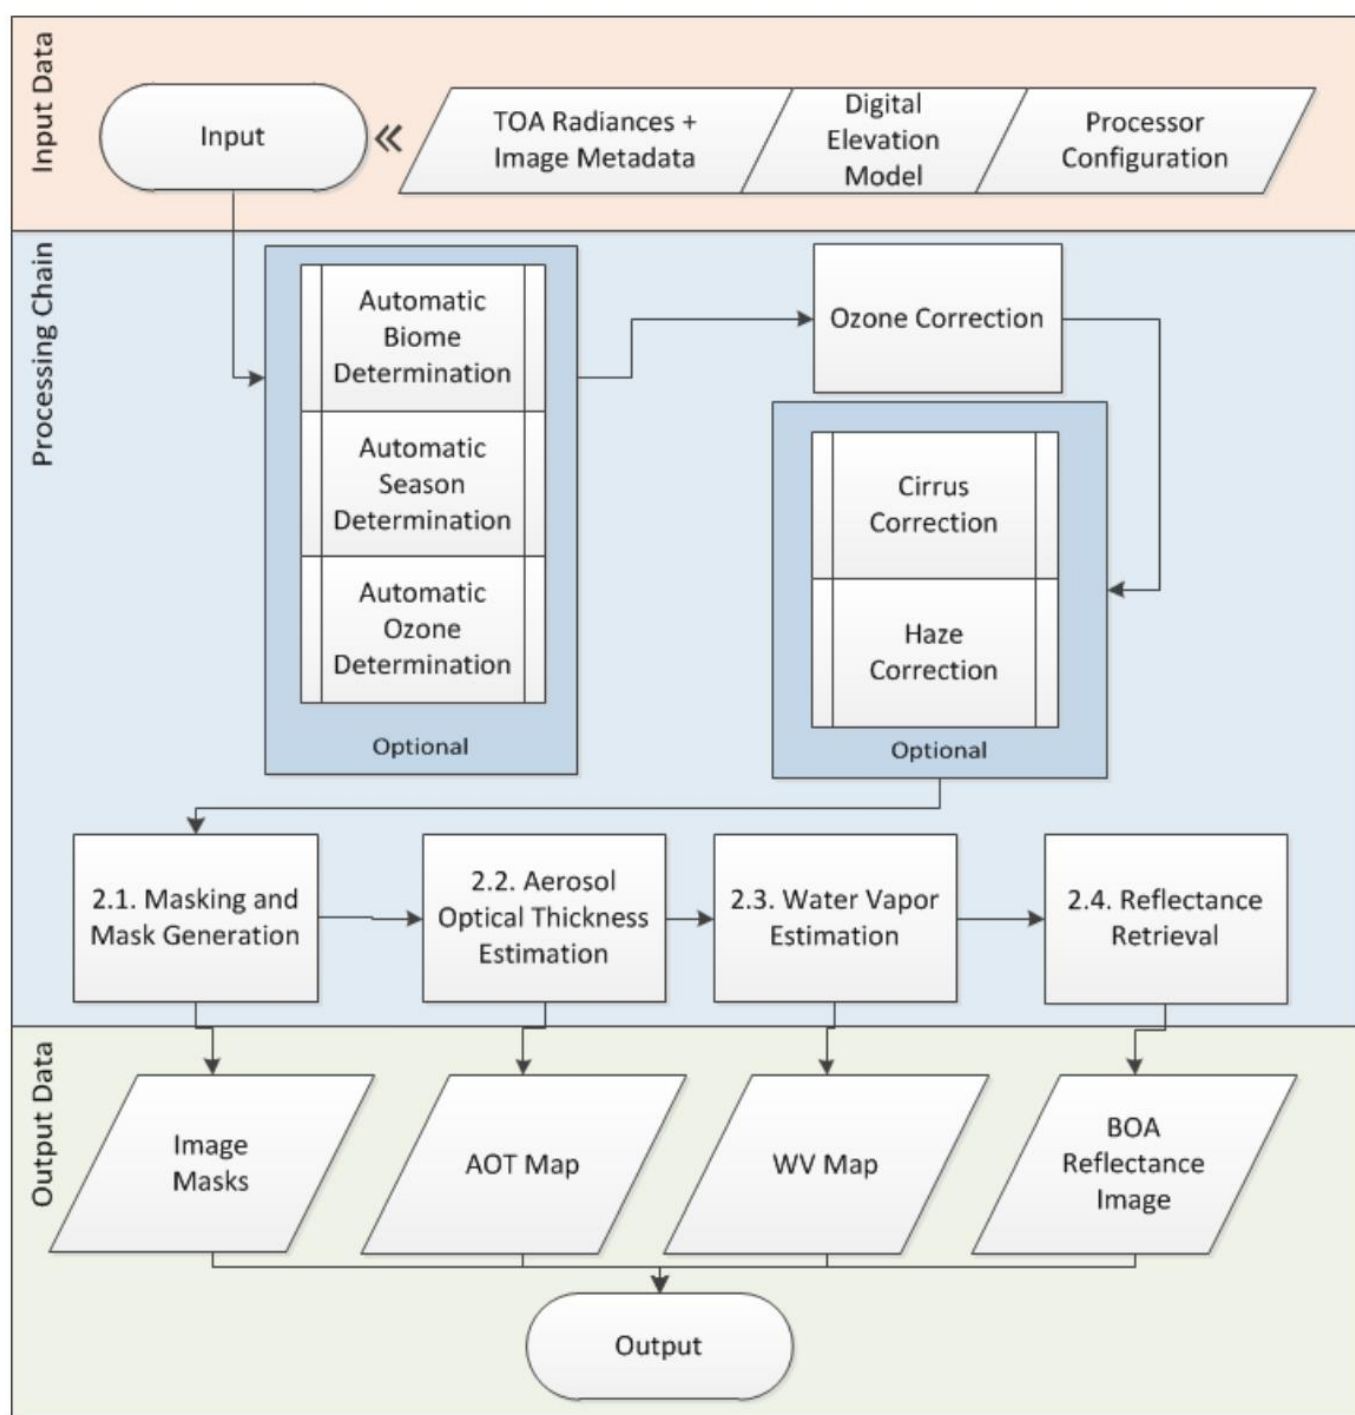 Input Data
Input
TOA Radiances +
Image Metadata
Digital
Elevation
Model
Processor
Configuration
Processing Chain
Automatic
Biome
Determination
Automatic
Season
Determination
Automatic
Ozone
Determination
Optional
Ozone Correction
Cirrus
Correction
Haze
Correction
Optional
2.1. Masking and
Mask Generation
2.2. Aerosol
Optical Thickness
Estimation
2.3. Water Vapor
Estimation
2.4. Reflectance
Retrieval
Output Data
Image
Masks
AOT Map
WV Map
BOA
Reflectance
Image
Output